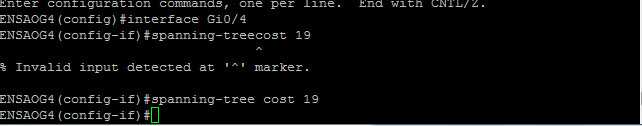 Enter configuration commands, one per line.  End with CNTL/Z.
ENSAOG4(config)#interface Gi0/4
ENSAOG4(config-if)#spanning-treecost 19
^
% Invalid input detected at '^' marker.
ENSAOG4(config-if)#spanning-tree cost 19
ENSAOG4(config-if)#